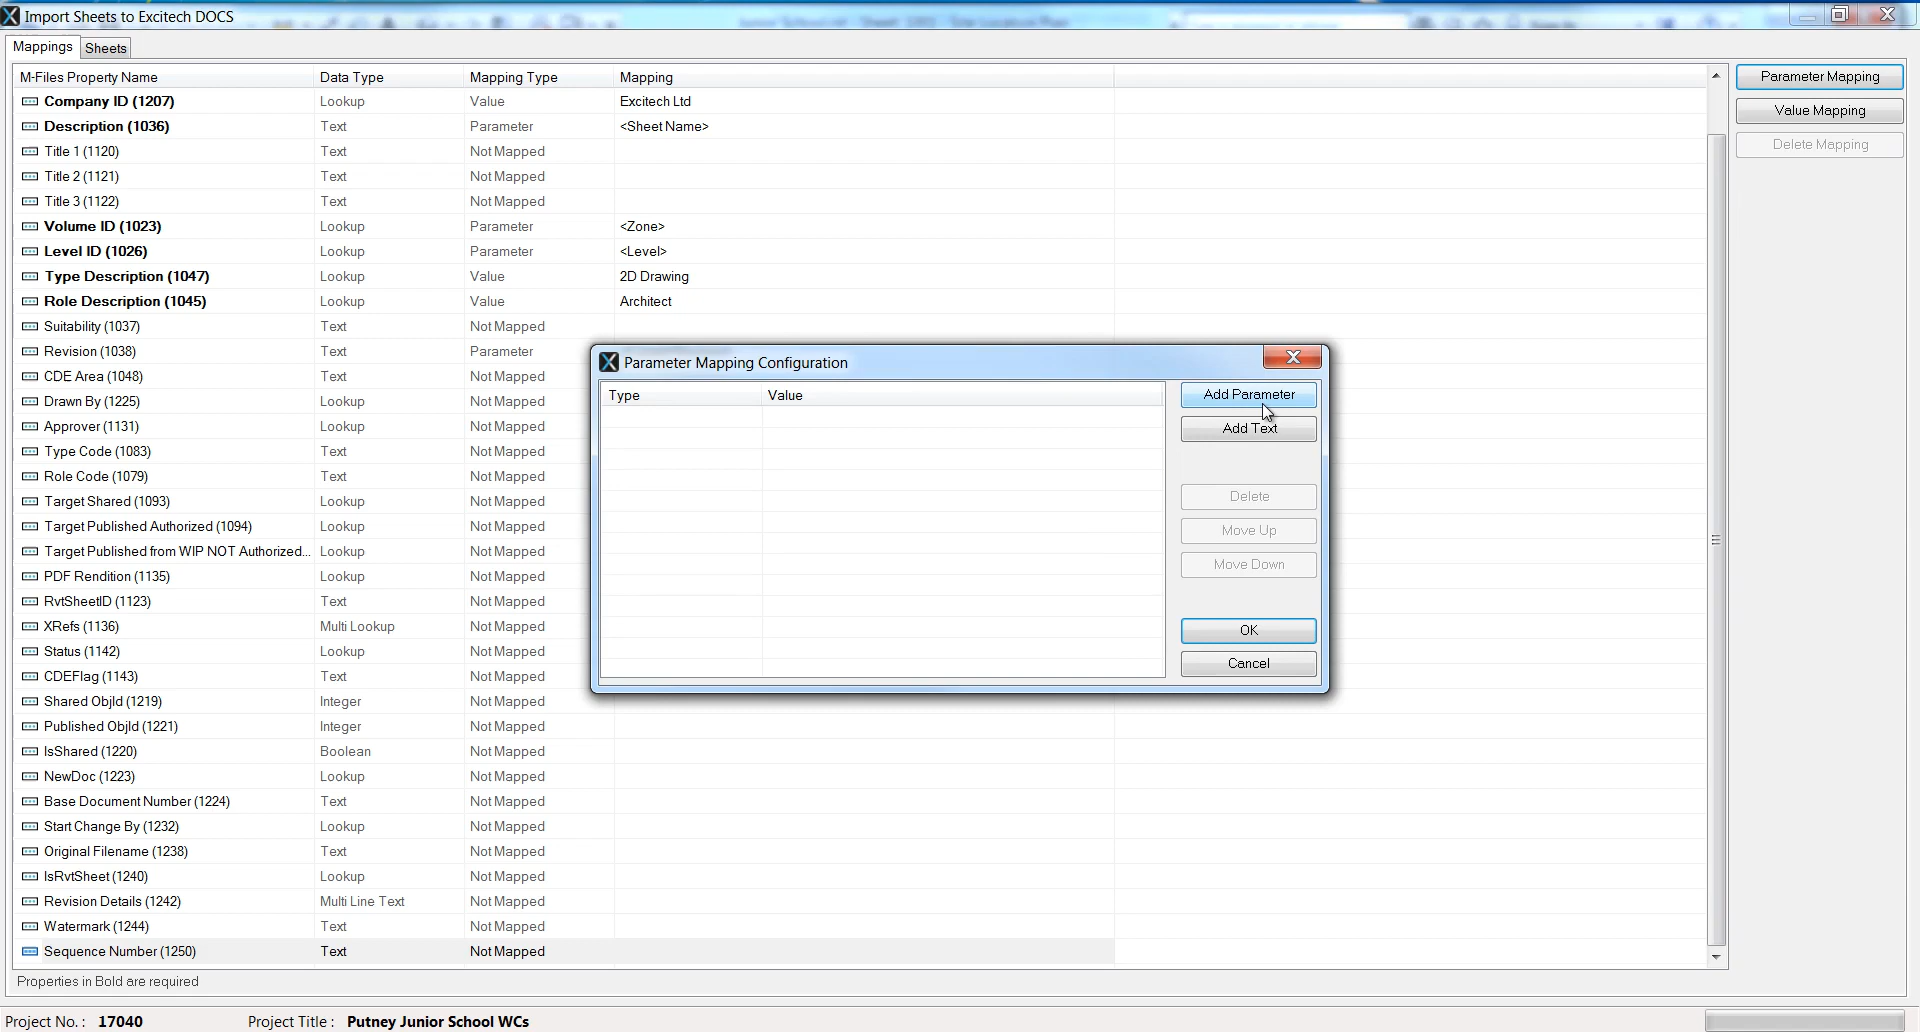 Import Sheets to Excitech DOCS
Mappings Sheets
M-Files Property Name Data Type Mapping Type Mapping
Company ID (1207) Lookup Value Excitech Ltd
Description (1036) Text Parameter <Sheet Name>
Title 1 (1120) Text Not Mapped
Title 2 (1121) Text Not Mapped
Title 3 (1122) Text Not Mapped
Volume ID (1023) Lookup Parameter <Zone>
Level ID (1026) Lookup Parameter <Level>
Type Description (1047) Lookup Value 2D Drawing
Role Description (1045) Lookup Value Architect
Suitability (1037) Text Not Mapped
Revision (1038) Text Parameter
CDE Area (1048) Text Not Mapped
Drawn By (1225) Lookup Not Mapped
Approver (1131) Lookup Not Mapped
Type Code (1083) Text Not Mapped
Role Code (1079) Text Not Mapped
Target Shared (1093) Lookup Not Mapped
Target Published Authorized (1094) Lookup Not Mapped
Target Published from WIP NOT Authorized... Lookup Not Mapped
PDF Rendition (1135) Lookup Not Mapped
RvtSheetID (1123) Text Not Mapped
XRefs (1136) Multi Lookup Not Mapped
Status (1142) Lookup Not Mapped
CDEFlag (1143) Text Not Mapped
Shared ObjId (1219) Integer Not Mapped
Published ObjId (1221) Integer Not Mapped
IsShared (1220) Boolean Not Mapped
NewDoc (1223) Lookup Not Mapped
Base Document Number (1224) Text Not Mapped
Start Change By (1232) Lookup Not Mapped
Original Filename (1238) Text Not Mapped
IsRvtSheet (1240) Lookup Not Mapped
Revision Details (1242) Multi Line Text Not Mapped
Watermark (1244) Text Not Mapped
Sequence Number (1250) Text Not Mapped
Properties in Bold are required
Project No. : 17040 Project Title : Putney Junior School WCs
Parameter Mapping
Value Mapping
Delete Mapping
Parameter Mapping Configuration
Type Value
Add Parameter
Add Text
Delete
Move Up
Move Down
OK
Cancel